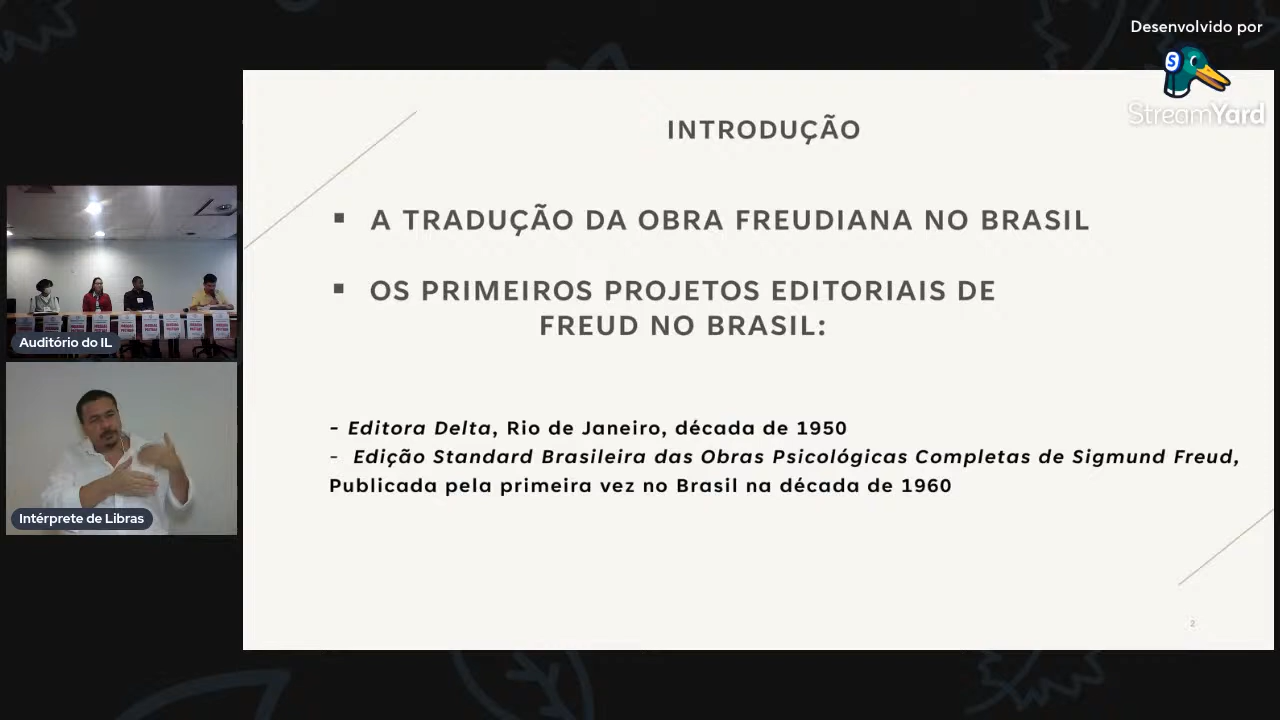 Desenvolvido por
StreamYard
INTRODUÇÃO
▪ A TRADUÇÃO DA OBRA FREUDIANA NO BRASIL
▪ OS PRIMEIROS PROJETOS EDITORIAIS DE
FREUD NO BRASIL:
- Editora Delta, Rio de Janeiro, década de 1950
- Edição Standard Brasileira das Obras Psicológicas Completas de Sigmund Freud,
Publicada pela primeira vez no Brasil na década de 1960
2
Auditório do IL
Intérprete de Libras